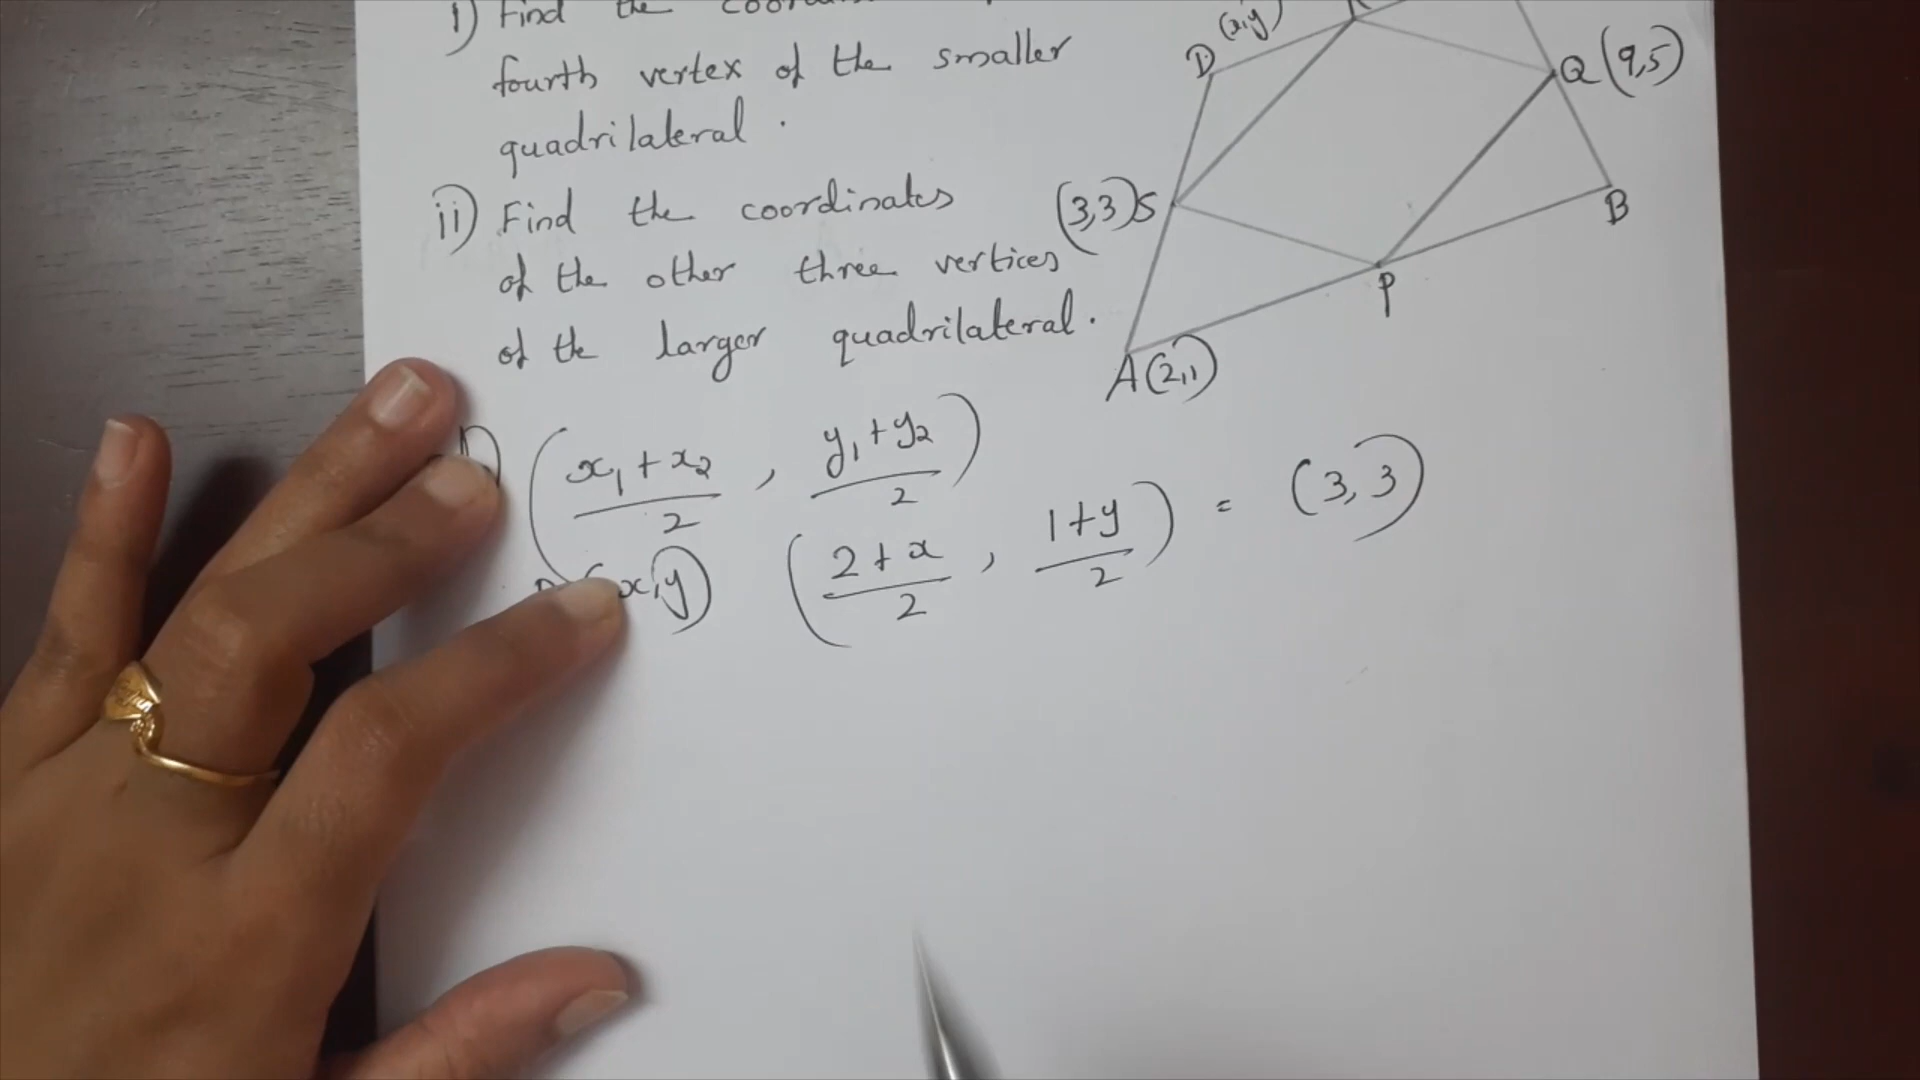 i) Find the
fourth vertex of the smaller
quadrilateral.
ii) Find the coordinates
of the other three vertices
of the larger quadrilateral.
D (x,y)
Q (9,5)
(3,3) S
B
P
A (2,1)
(x₁+x₂/2 , y₁+y₂/2)
(x,y) (2+x/2 , 1+y/2) = (3,3)